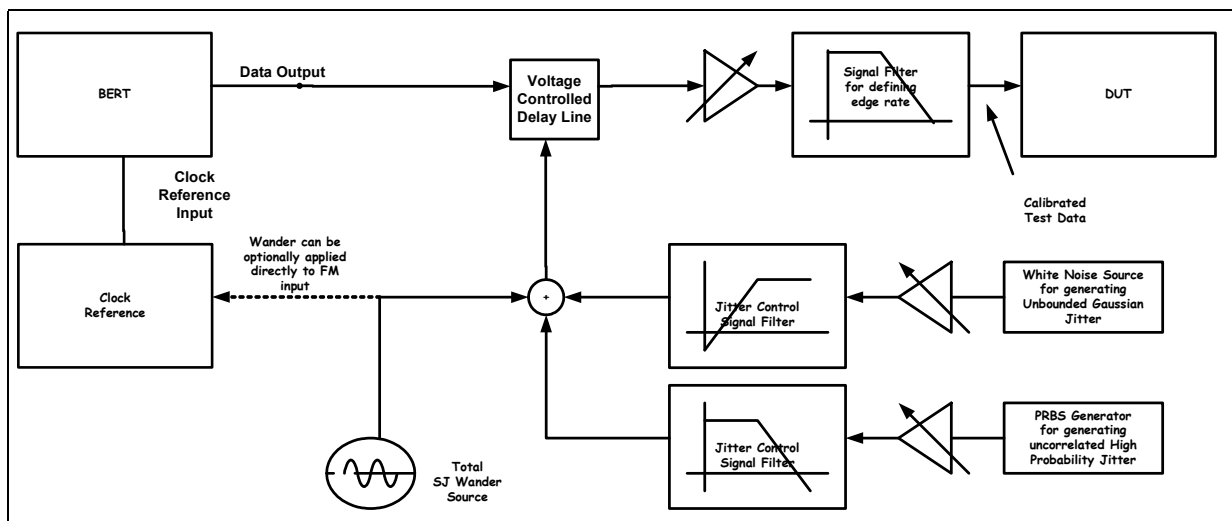 BERT
Data Output
Voltage
Controlled
Delay Line
Signal Filter
for defining
edge rate
DUT
Clock
Reference
Input
Calibrated
Test Data
Wander can be
optionally applied
directly to FM
input
Clock
Reference
+
Jitter Control
Signal Filter
White Noise Source
for generating
Unbounded Gaussian
Jitter
Total
SJ Wander
Source
Jitter Control
Signal Filter
PRBS Generator
for generating
uncorrelated High
Probability Jitter